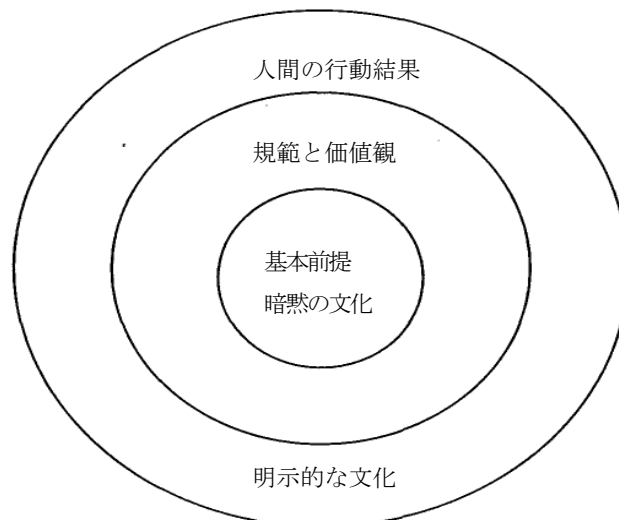 人間の行動結果
規範と価値観
基本前提
暗黙の文化
明示的な文化